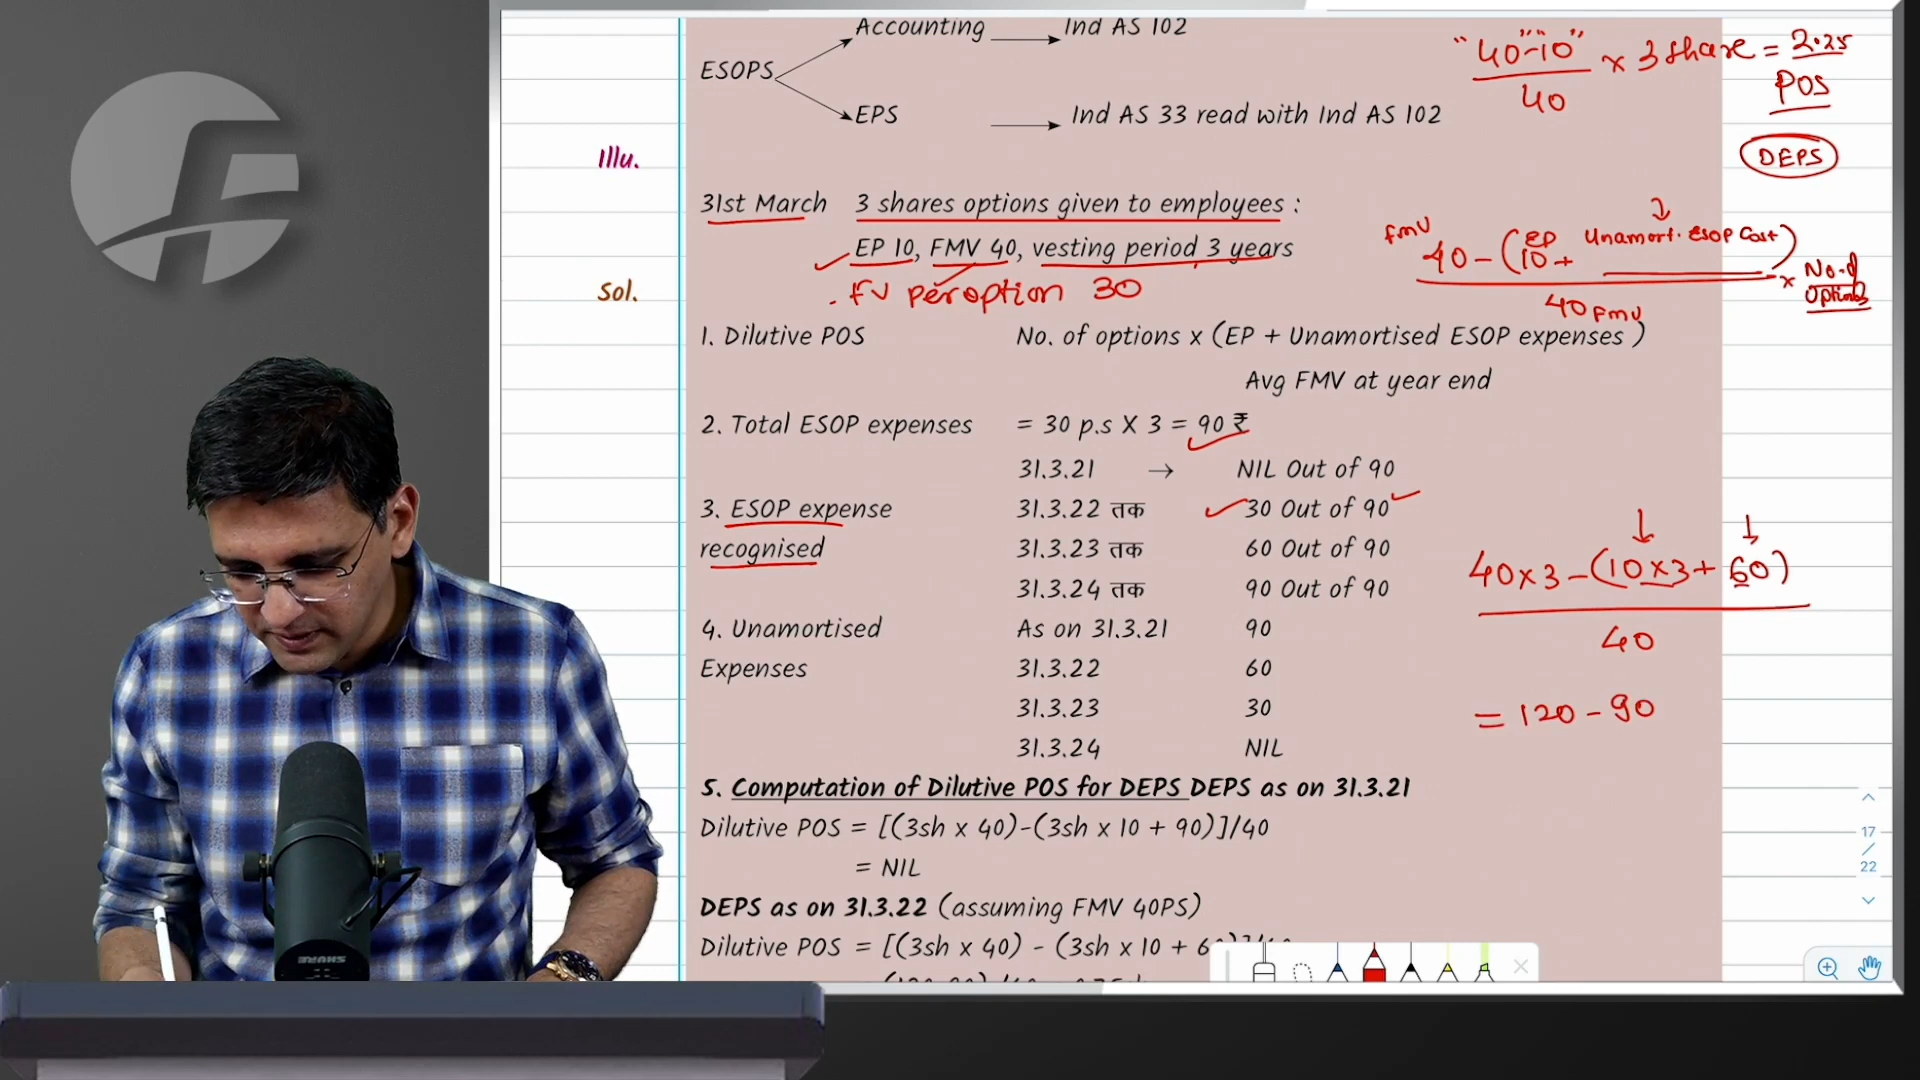 Accounting → Ind AS 102
"40"-"10" / 40 x 3 share = 2.25
POS
ESOPS
EPS → Ind AS 33 read with Ind AS 102
DEPS
Illu.
31st March 3 shares options given to employees :
EP 10, FMV 40, vesting period 3 years
FMV EP Unamort. ESOP Cost
40 - (10 + ) x No. of Options
40 FMV
Sol.
FV per option 30
1. Dilutive POS No. of options x (EP + Unamortised ESOP expenses )
Avg FMV at year end
2. Total ESOP expenses = 30 p.s X 3 = 90 ₹
31.3.21 → NIL Out of 90
3. ESOP expense 31.3.22 तक 30 Out of 90
recognised 31.3.23 तक 60 Out of 90
31.3.24 तक 90 Out of 90
40x3-(10x3+60)
40
4. Unamortised As on 31.3.21 90
Expenses 31.3.22 60
31.3.23 30
31.3.24 NIL
= 120-90
5. Computation of Dilutive POS for DEPS DEPS as on 31.3.21
Dilutive POS = [(3sh x 40)-(3sh x 10 + 90)]/40
= NIL
DEPS as on 31.3.22 (assuming FMV 40PS)
Dilutive POS = [(3sh x 40) - (3sh x 10 + 6
17
/
22
SHURE